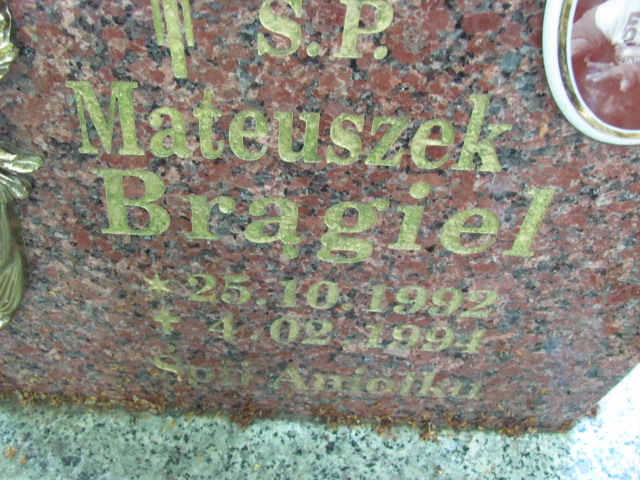 Ś.P.
Mateuszek
Brągiel
* 25.10.1992
✝ 4.02.1994
Śpij Aniołku